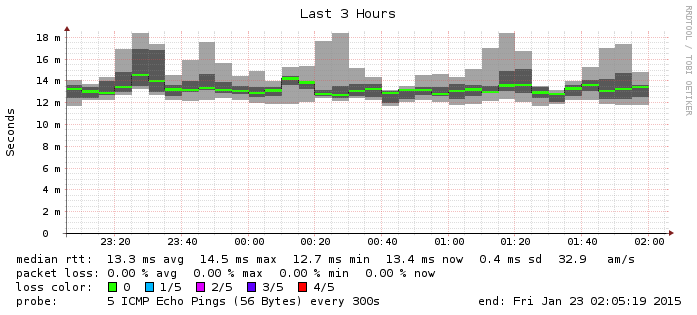 Last 3 Hours
RRDTOOL / TOBI OETIKER
Seconds
18 m
16 m
14 m
12 m
10 m
8 m
6 m
4 m
2 m
0
23:20 23:40 00:00 00:20 00:40 01:00 01:20 01:40 02:00
median rtt: 13.3 ms avg 14.5 ms max 12.7 ms min 13.4 ms now 0.4 ms sd 32.9 am/s
packet loss: 0.00 % avg 0.00 % max 0.00 % min 0.00 % now
loss color: 0 1/5 2/5 3/5 4/5
probe: 5 ICMP Echo Pings (56 Bytes) every 300s end: Fri Jan 23 02:05:19 2015